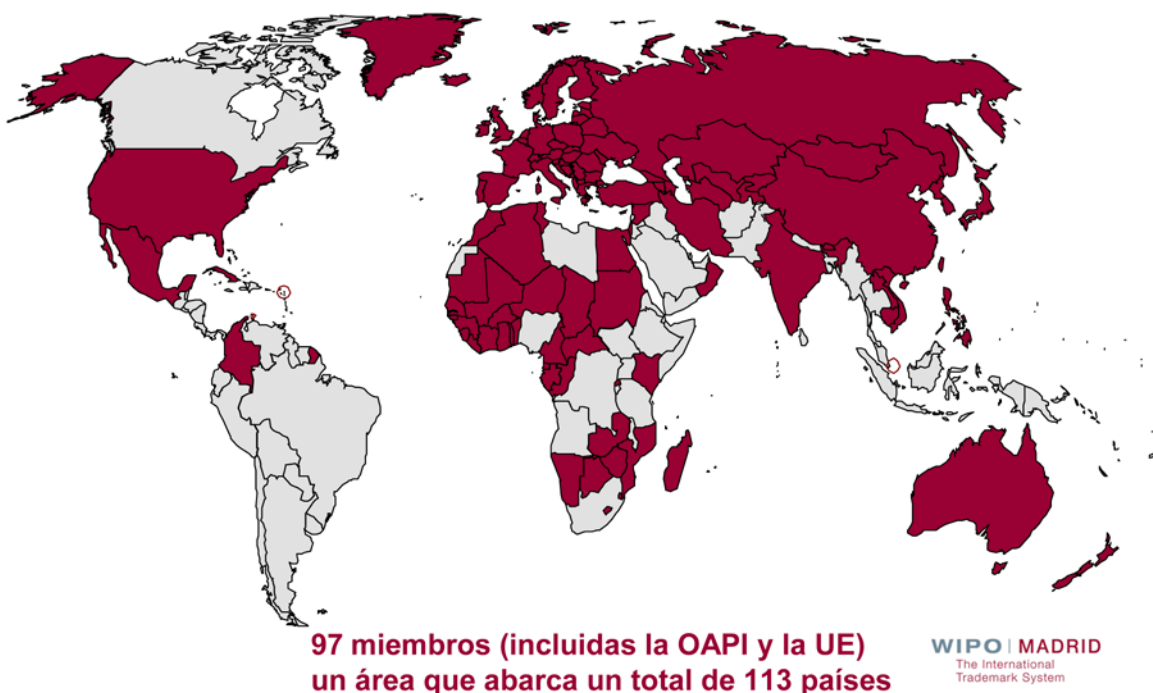 97 miembros (incluidas la OAPI y la UE)
un área que abarca un total de 113 países
WIPO | MADRID
The International
Trademark System